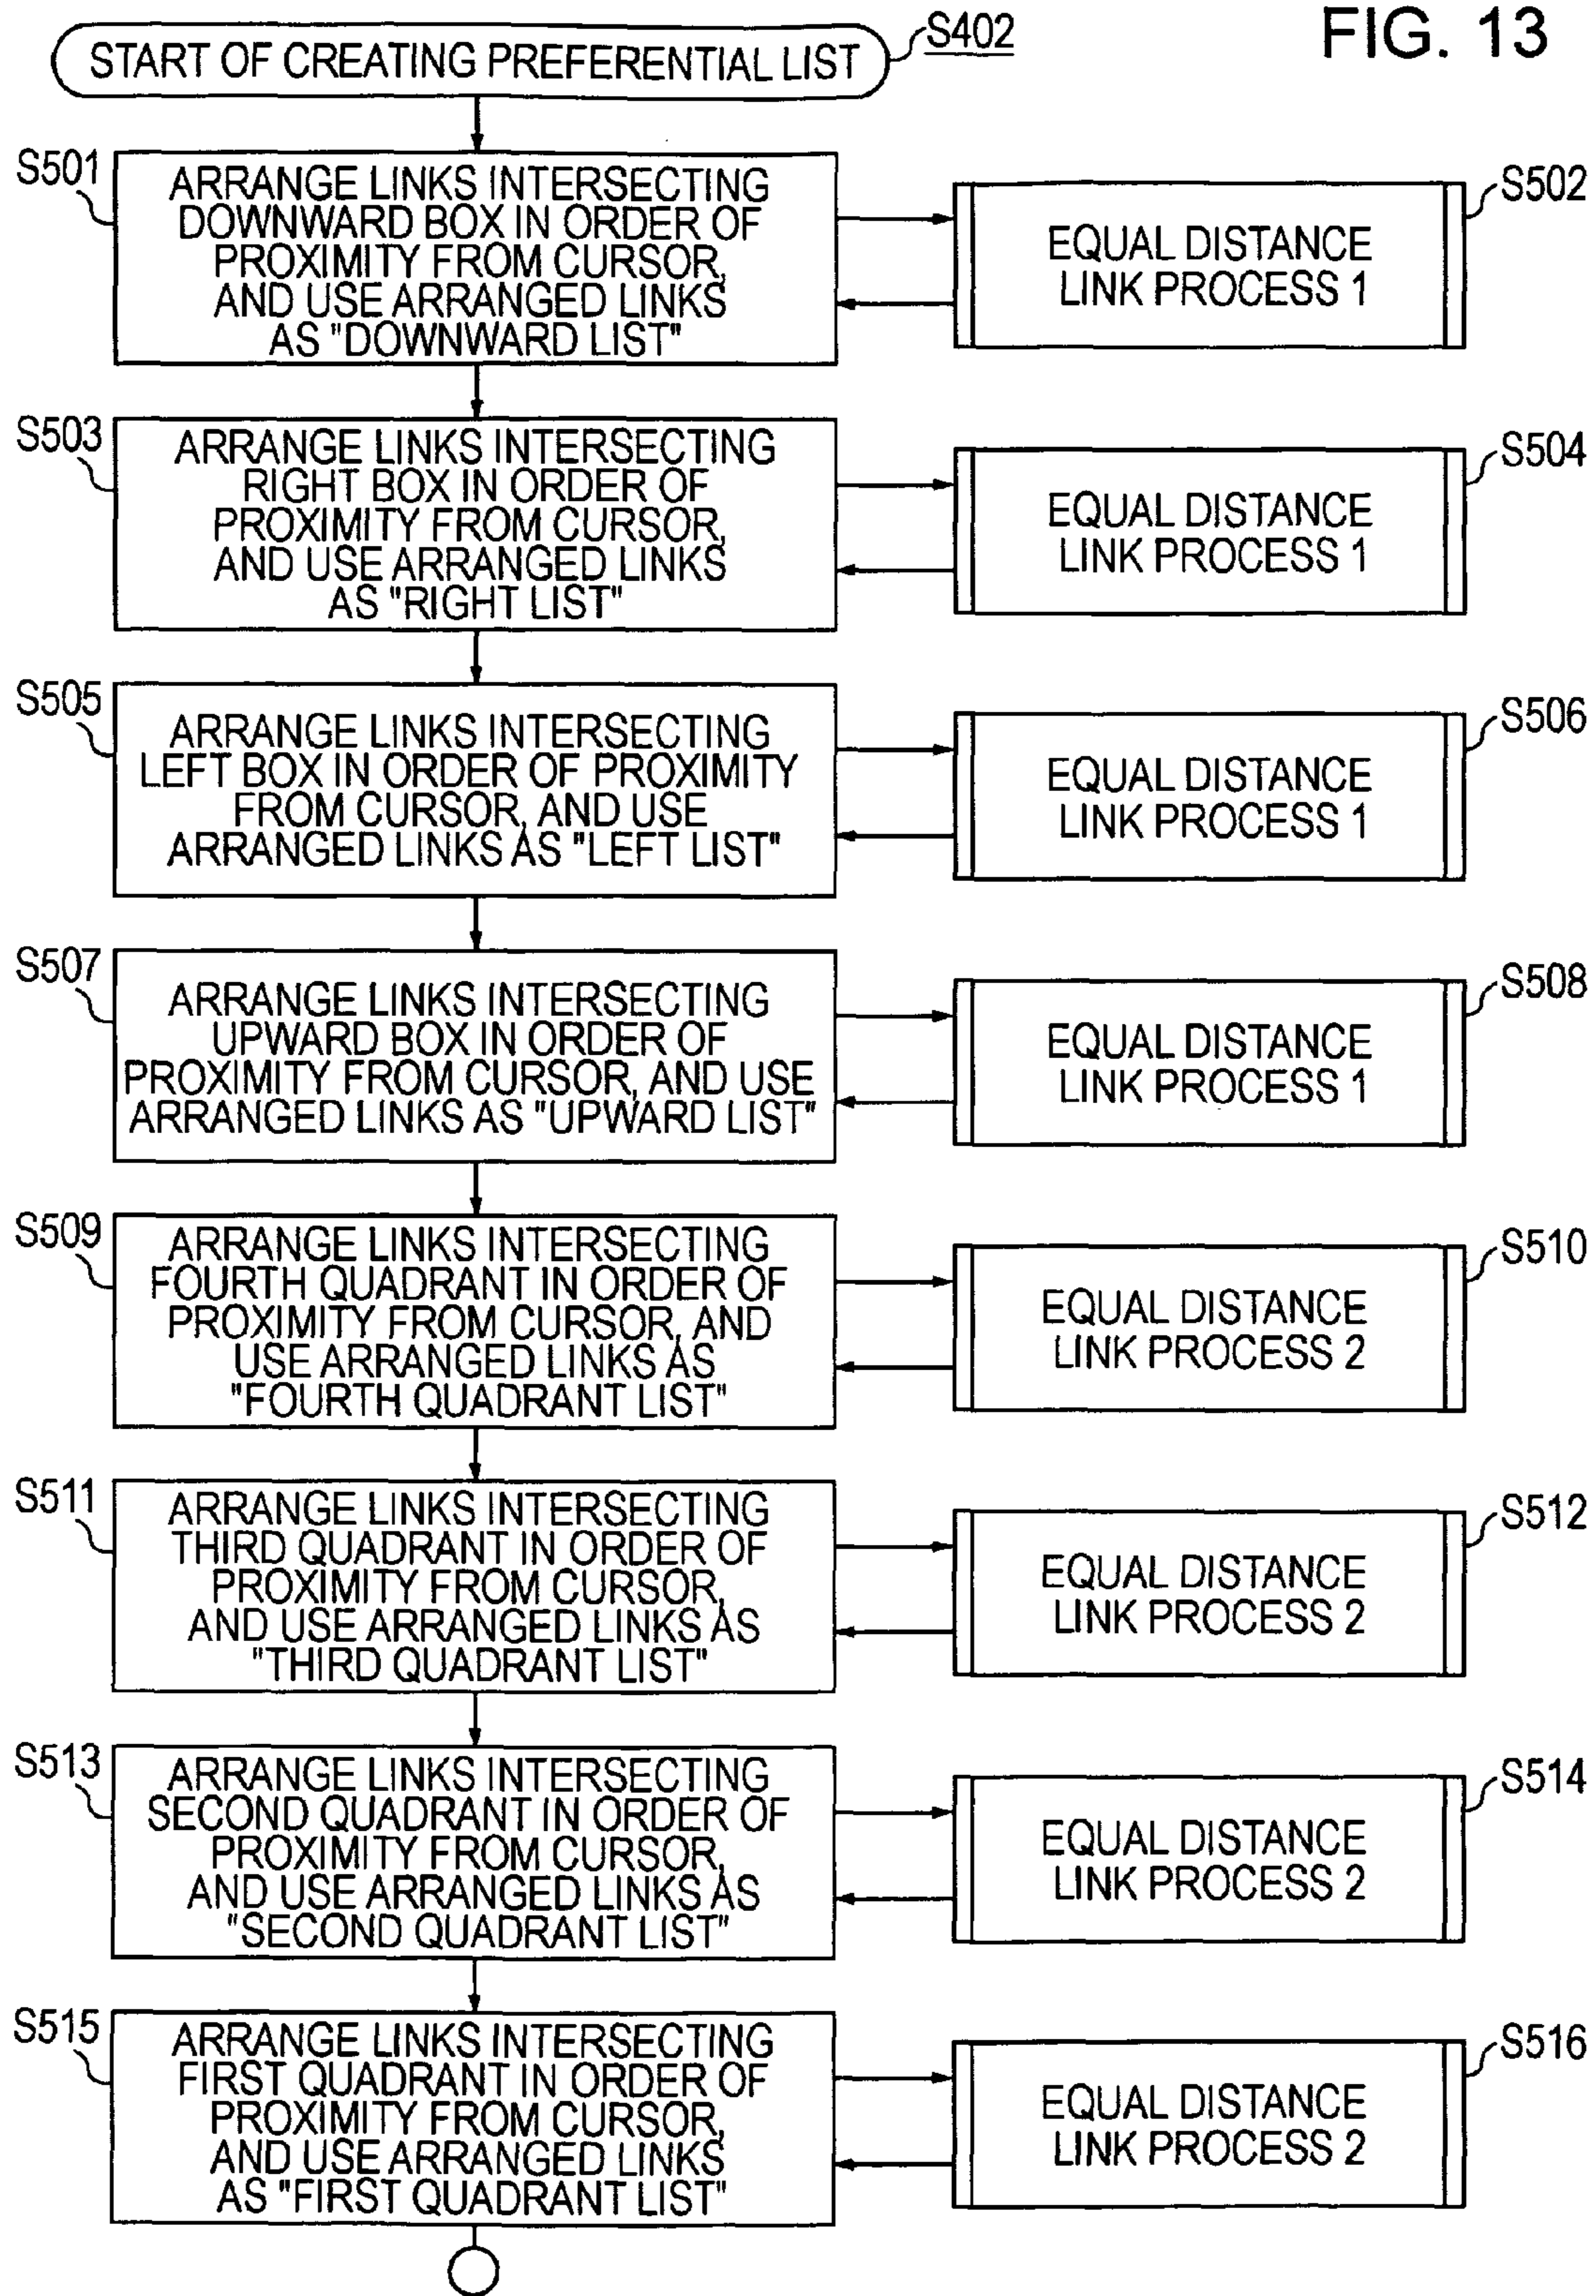 FIG. 13
START OF CREATING PREFERENTIAL LIST
S402
S501
ARRANGE LINKS INTERSECTING
DOWNWARD BOX IN ORDER OF
PROXIMITY FROM CURSOR,
AND USE ARRANGED LINKS
AS "DOWNWARD LIST"
S502
EQUAL DISTANCE
LINK PROCESS 1
S503
ARRANGE LINKS INTERSECTING
RIGHT BOX IN ORDER OF
PROXIMITY FROM CURSOR,
AND USE ARRANGED LINKS
AS "RIGHT LIST"
S504
EQUAL DISTANCE
LINK PROCESS 1
S505
ARRANGE LINKS INTERSECTING
LEFT BOX IN ORDER OF PROXIMITY
FROM CURSOR, AND USE
ARRANGED LINKS AS "LEFT LIST"
S506
EQUAL DISTANCE
LINK PROCESS 1
S507
ARRANGE LINKS INTERSECTING
UPWARD BOX IN ORDER OF
PROXIMITY FROM CURSOR, AND USE
ARRANGED LINKS AS "UPWARD LIST"
S508
EQUAL DISTANCE
LINK PROCESS 1
S509
ARRANGE LINKS INTERSECTING
FOURTH QUADRANT IN ORDER OF
PROXIMITY FROM CURSOR, AND
USE ARRANGED LINKS AS
"FOURTH QUADRANT LIST"
S510
EQUAL DISTANCE
LINK PROCESS 2
S511
ARRANGE LINKS INTERSECTING
THIRD QUADRANT IN ORDER OF
PROXIMITY FROM CURSOR,
AND USE ARRANGED LINKS AS
"THIRD QUADRANT LIST"
S512
EQUAL DISTANCE
LINK PROCESS 2
S513
ARRANGE LINKS INTERSECTING
SECOND QUADRANT IN ORDER OF
PROXIMITY FROM CURSOR,
AND USE ARRANGED LINKS AS
"SECOND QUADRANT LIST"
S514
EQUAL DISTANCE
LINK PROCESS 2
S515
ARRANGE LINKS INTERSECTING
FIRST QUADRANT IN ORDER OF
PROXIMITY FROM CURSOR,
AND USE ARRANGED LINKS
AS "FIRST QUADRANT LIST"
S516
EQUAL DISTANCE
LINK PROCESS 2